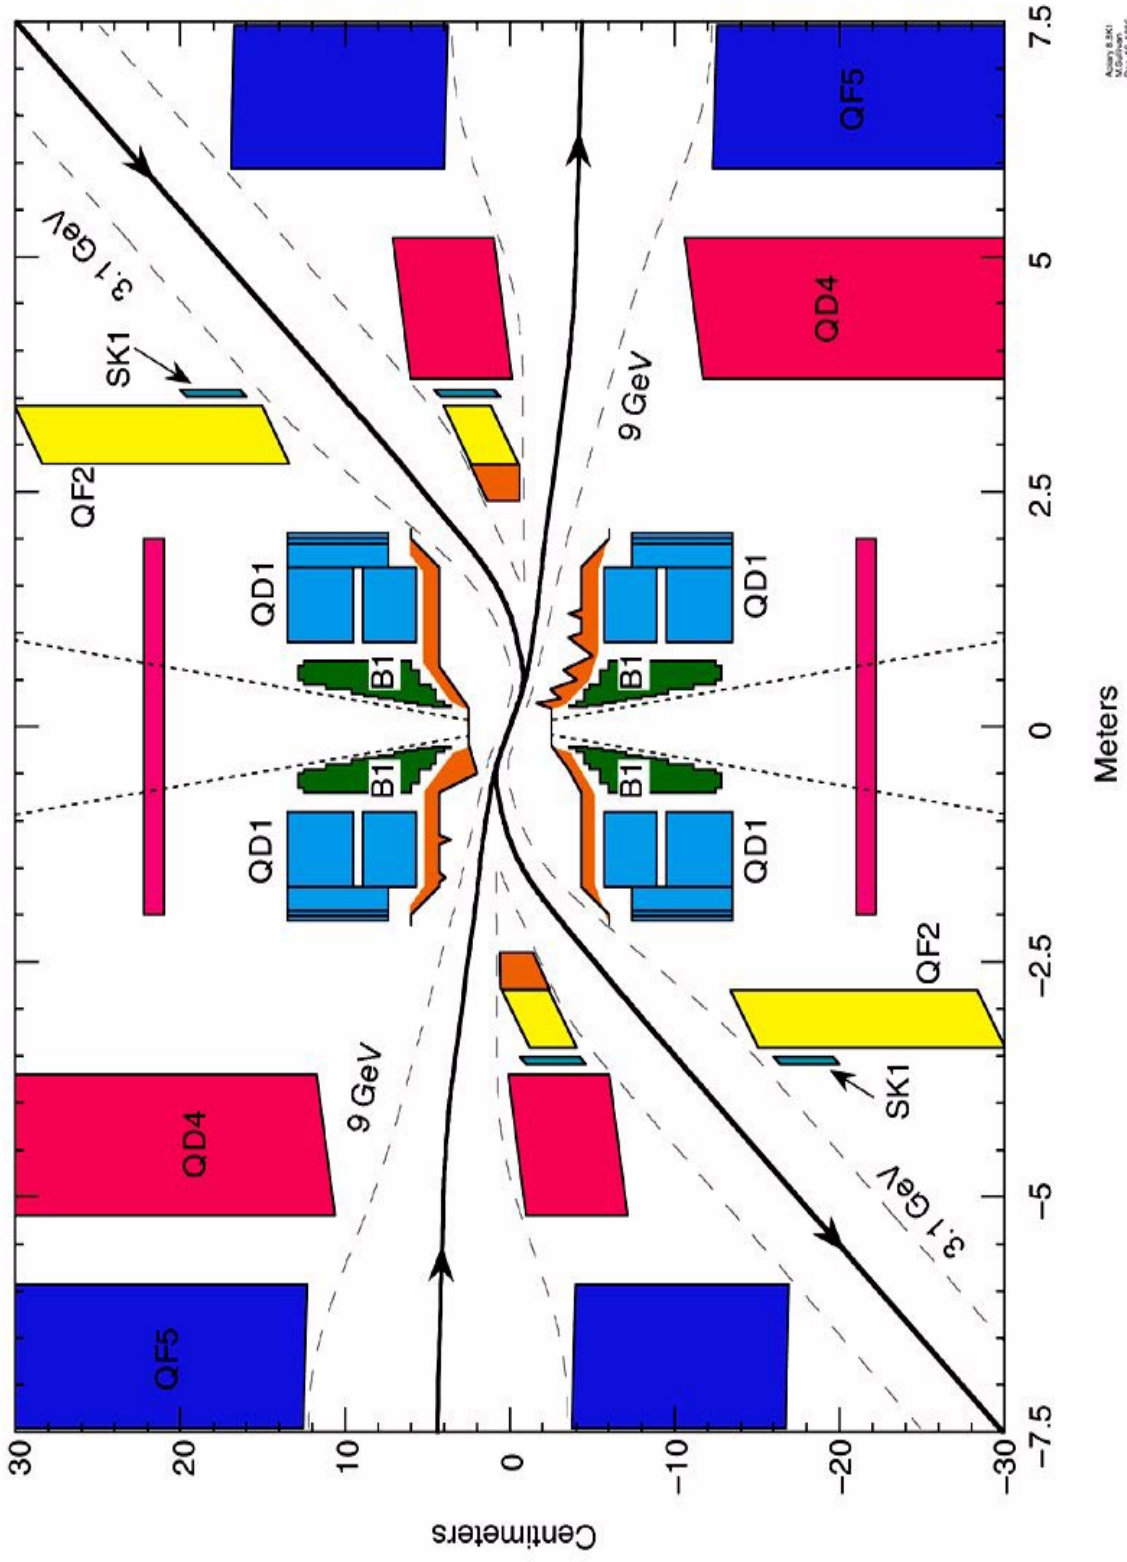 30
20
10
0
−10
−20
−30
Centimeters
−7.5
−5
−2.5
0
2.5
5
7.5
Meters
QF5
QD4
9 GeV
QD1
B1
B1
QD1
QF2
SK1
3.1 GeV
3.1 GeV
SK1
QF2
QD1
B1
B1
QD1
9 GeV
QD4
QF5
M.Sullivan